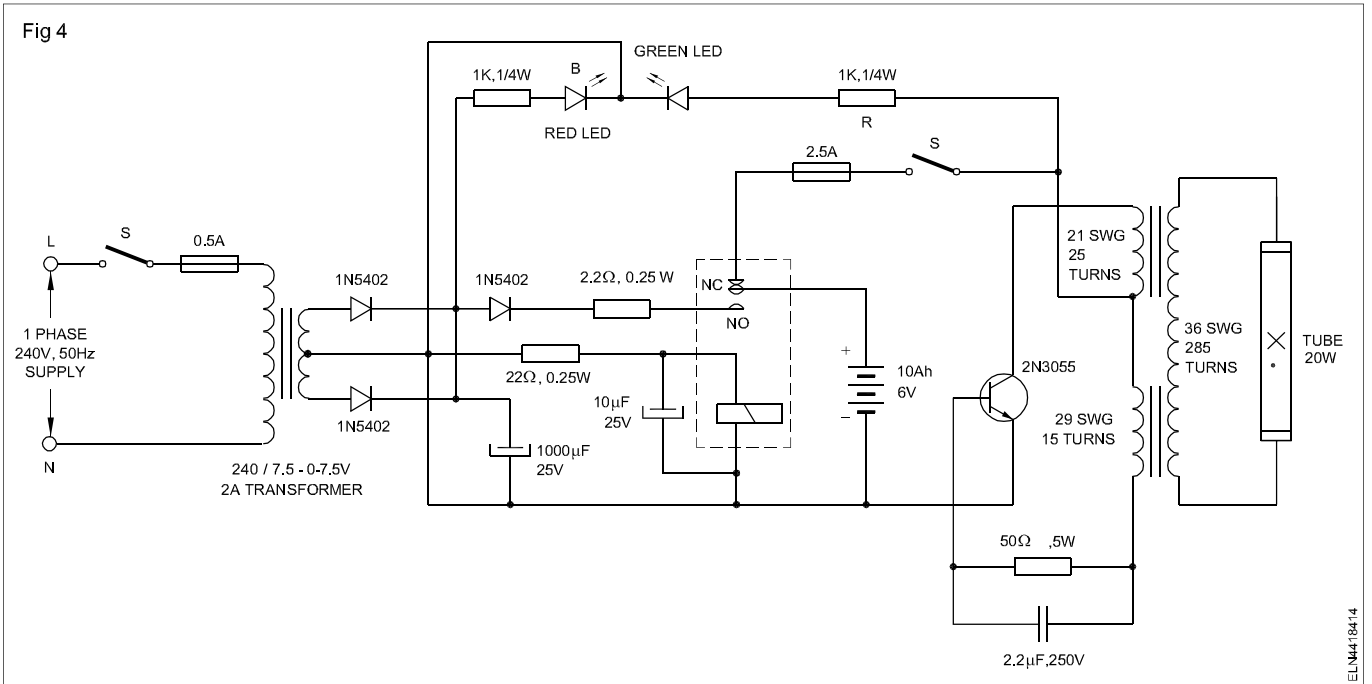 Fig 4
GREEN LED
1K,1/4W
B
1K,1/4W
RED LED
R
2.5A
S
L
S
0.5A
1N5402
1N5402
2.2Ω, 0.25 W
NC
NO
21 SWG
25
TURNS
1 PHASE
240V, 50Hz
SUPPLY
36 SWG
285
TURNS
TUBE
20W
+
10Ah
6V
–
2N3055
22Ω, 0.25W
1N5402
10µF
25V
29 SWG
15 TURNS
N
1000µF
25V
240 / 7.5 - 0-7.5V
2A TRANSFORMER
50Ω ,5W
2.2µF,250V
ELN4418414